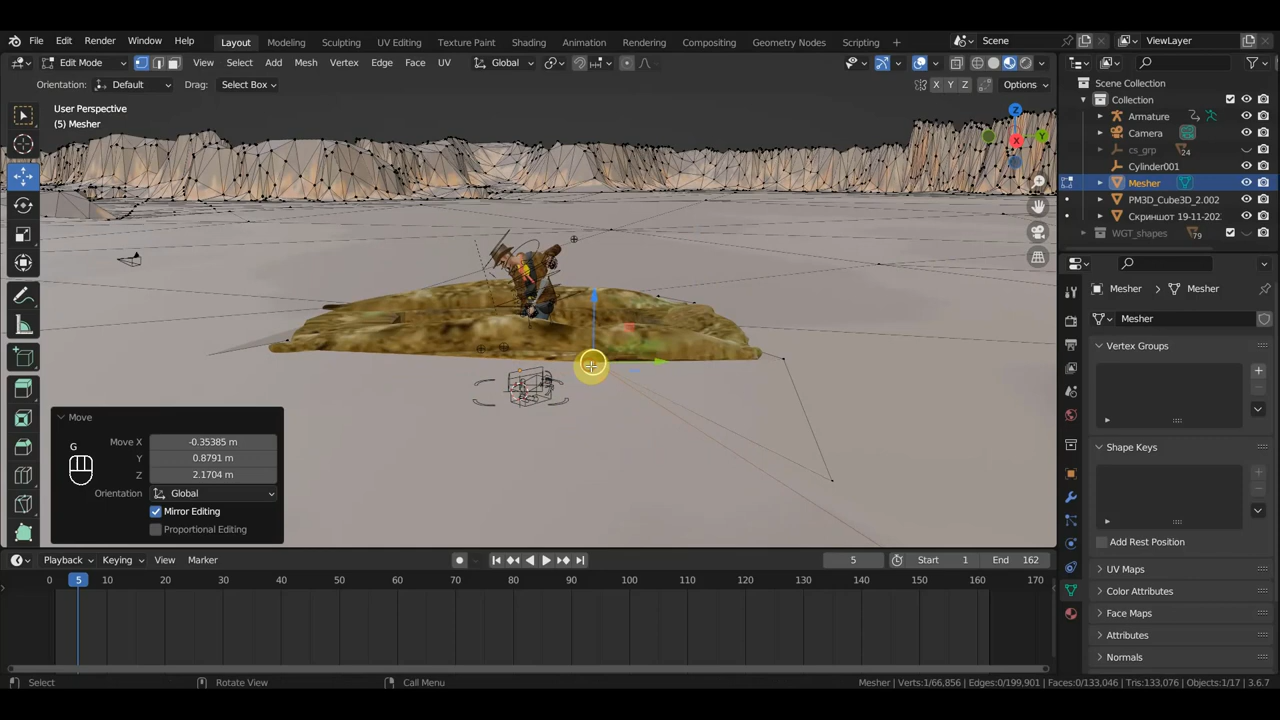 File Edit Render Window Help Layout Modeling Sculpting UV Editing Texture Paint Shading Animation Rendering Compositing Geometry Nodes Scripting + Scene ViewLayer
Edit Mode View Select Add Mesh Vertex Edge Face UV Global
Orientation: Default Drag: Select Box X Y Z Options
User Perspective
(5) Mesher
Z
Y
X
Scene Collection
Collection
Armature
Camera
cs_grp 24
Cylinder001
Mesher
PM3D_Cube3D_2.002
Скриншот 19-11-202
WGT_shapes 79
Mesher Mesher
Mesher
Vertex Groups
Shape Keys
Add Rest Position
UV Maps
Color Attributes
Face Maps
Attributes
Normals
Move
G
Move X -0.35385 m
Y 0.8791 m
Z 2.1704 m
Orientation Global
Mirror Editing
Proportional Editing
Playback Keying View Marker 5 Start 1 End 162
0 5 10 20 30 40 50 60 70 80 90 100 110 120 130 140 150 160 170
Select Rotate View Call Menu Mesher | Verts:1/66,856 | Edges:0/199,901 | Faces:0/133,046 | Tris:133,076 | Objects:1/17 | 3.6.7